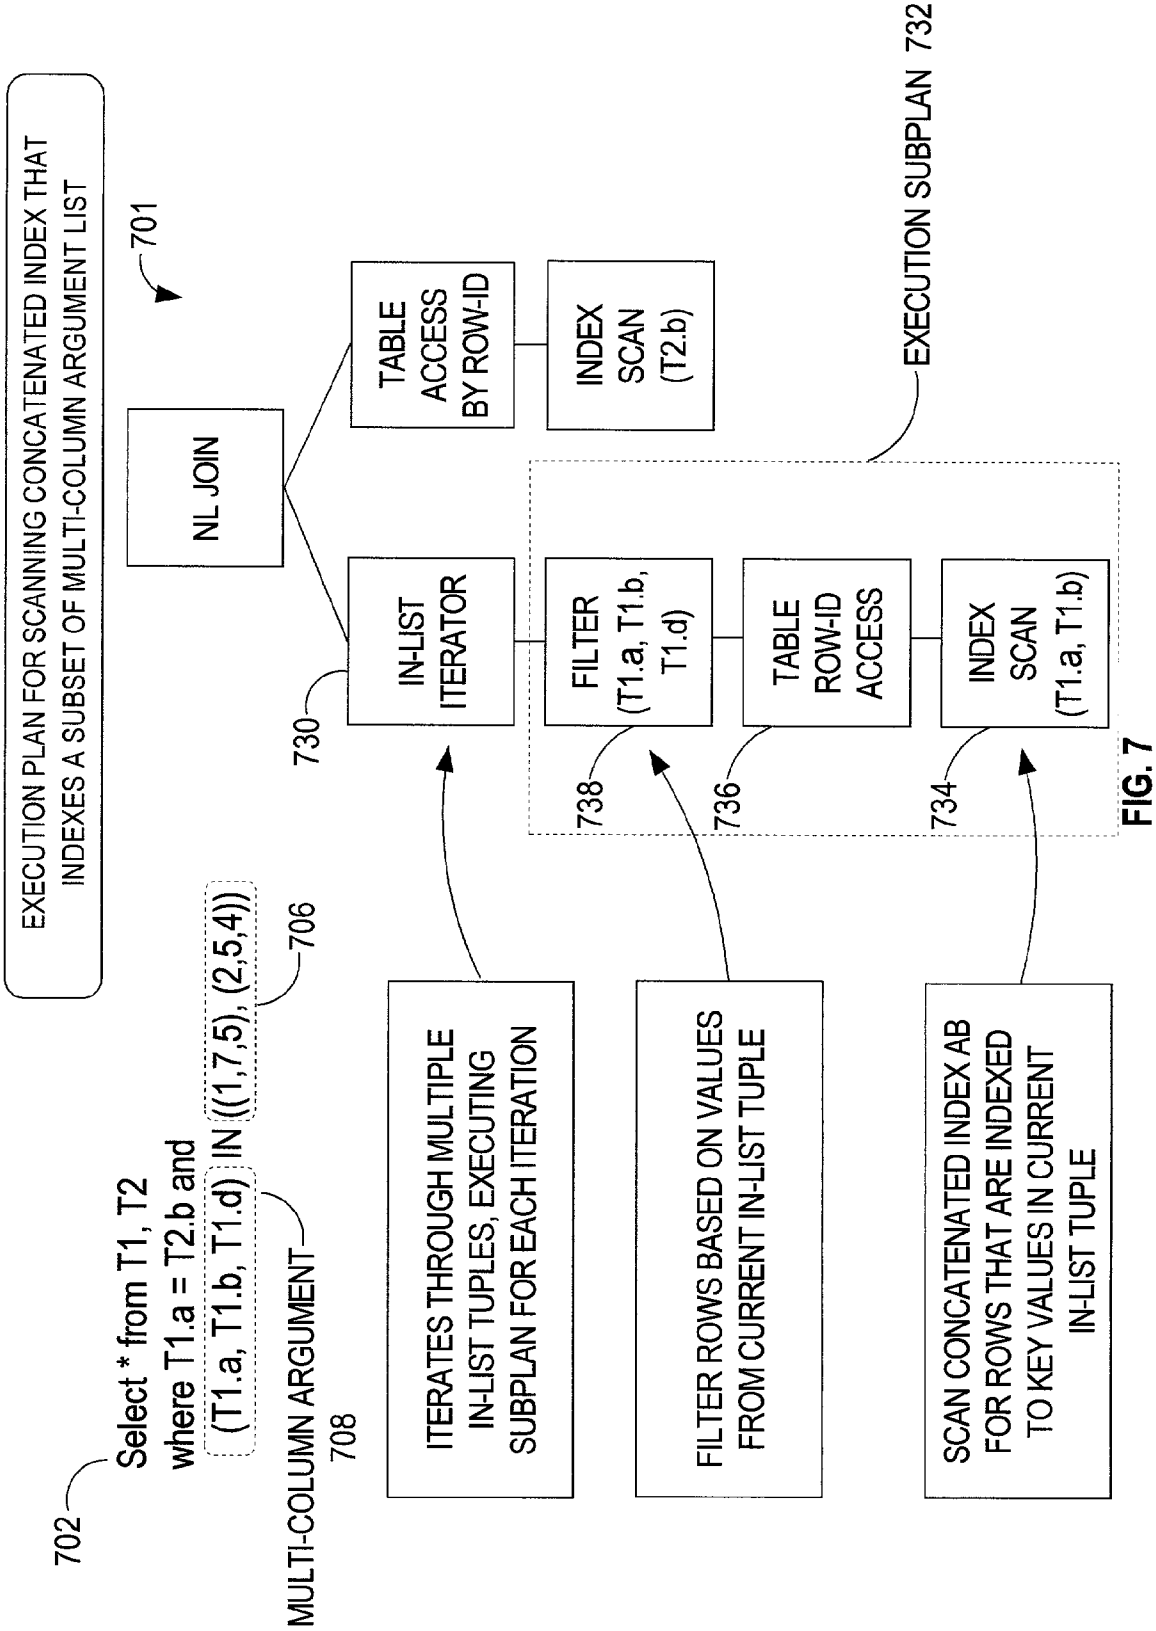 EXECUTION PLAN FOR SCANNING CONCATENATED INDEX THAT
INDEXES A SUBSET OF MULTI-COLUMN ARGUMENT LIST
702
Select * from T1, T2
where T1.a = T2.b and
(T1.a, T1.b, T1.d) IN ((1,7,5), (2,5,4))
706
MULTI-COLUMN ARGUMENT
708
701
NL JOIN
730
IN-LIST
ITERATOR
TABLE
ACCESS
BY ROW-ID
INDEX
SCAN
(T2.b)
738
FILTER
(T1.a, T1.b,
T1.d)
736
TABLE
ROW-ID
ACCESS
734
INDEX
SCAN
(T1.a, T1.b)
EXECUTION SUBPLAN 732
ITERATES THROUGH MULTIPLE
IN-LIST TUPLES, EXECUTING
SUBPLAN FOR EACH ITERATION
FILTER ROWS BASED ON VALUES
FROM CURRENT IN-LIST TUPLE
SCAN CONCATENATED INDEX AB
FOR ROWS THAT ARE INDEXED
TO KEY VALUES IN CURRENT
IN-LIST TUPLE
FIG. 7